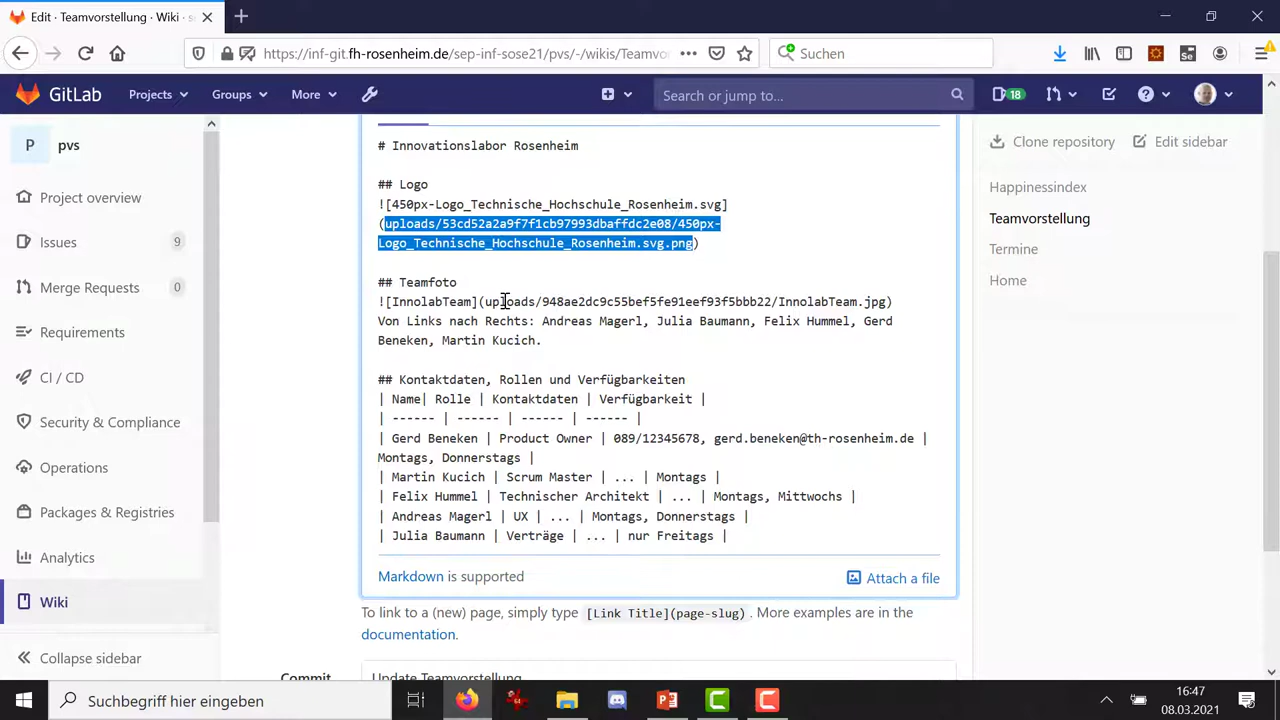 Edit · Teamvorstellung · Wiki · s
https://inf-git.fh-rosenheim.de/sep-inf-sose21/pvs/-/wikis/Teamvo
Suchen
GitLab
Projects
Groups
More
Search or jump to...
18
P
pvs
Project overview
Issues
9
Merge Requests
0
Requirements
CI / CD
Security & Compliance
Operations
Packages & Registries
Analytics
Wiki
Collapse sidebar
# Innovationslabor Rosenheim
## Logo
![450px-Logo_Technische_Hochschule_Rosenheim.svg]
(uploads/53cd52a2a9f7f1cb97993dbaffdc2e08/450px-
Logo_Technische_Hochschule_Rosenheim.svg.png)
## Teamfoto
![InnolabTeam](uploads/948ae2dc9c55bef5fe91eef93f5bbb22/InnolabTeam.jpg)
Von Links nach Rechts: Andreas Magerl, Julia Baumann, Felix Hummel, Gerd
Beneken, Martin Kucich.
## Kontaktdaten, Rollen und Verfügbarkeiten
| Name| Rolle | Kontaktdaten | Verfügbarkeit |
| ------ | ------ | ------ | ------ |
| Gerd Beneken | Product Owner | 089/12345678, gerd.beneken@th-rosenheim.de |
Montags, Donnerstags |
| Martin Kucich | Scrum Master | ... | Montags |
| Felix Hummel | Technischer Architekt | ... | Montags, Mittwochs |
| Andreas Magerl | UX | ... | Montags, Donnerstags |
| Julia Baumann | Verträge | ... | nur Freitags |
Markdown is supported
Attach a file
To link to a (new) page, simply type [Link Title](page-slug) . More examples are in the
documentation.
Commit
Update Teamvorstellung
Clone repository
Edit sidebar
Happinessindex
Teamvorstellung
Termine
Home
Suchbegriff hier eingeben
16:47
08.03.2021